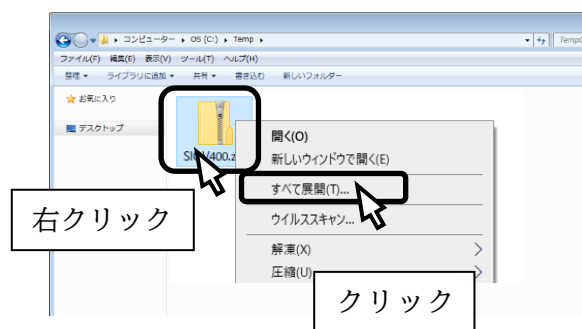 コンピューター ▸ OS (C:) ▸ Temp ▸
ファイル(F) 編集(E) 表示(V) ツール(T) ヘルプ(H)
整理 ▾ ライブラリに追加 ▾ 共有 ▾ 書き込む 新しいフォルダー
お気に入り
デスクトップ
開く(O)
新しいウィンドウで開く(E)
すべて展開(T)...
ウイルススキャン...
解凍(X)
圧縮(U)
右クリック
クリック